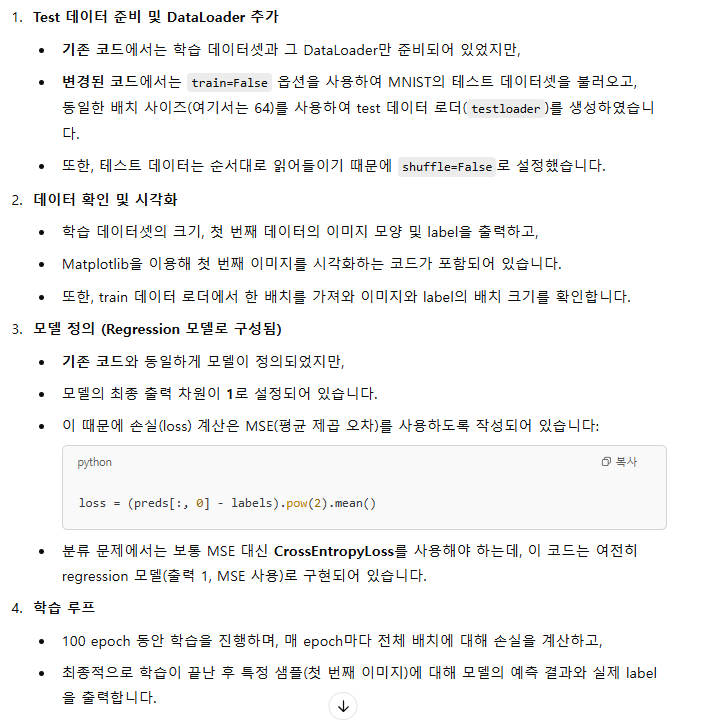 1. Test 데이터 준비 및 DataLoader 추가
• 기존 코드에서는 학습 데이터셋과 그 DataLoader만 준비되어 있었지만,
• 변경된 코드에서는 train=False 옵션을 사용하여 MNIST의 테스트 데이터셋을 불러오고,
동일한 배치 사이즈(여기서는 64)를 사용하여 test 데이터 로더(testloader)를 생성하였습니
다.
• 또한, 테스트 데이터는 순서대로 읽어들이기 때문에 shuffle=False로 설정했습니다.
2. 데이터 확인 및 시각화
• 학습 데이터셋의 크기, 첫 번째 데이터의 이미지 모양 및 label을 출력하고,
• Matplotlib을 이용해 첫 번째 이미지를 시각화하는 코드가 포함되어 있습니다.
• 또한, train 데이터 로더에서 한 배치를 가져와 이미지와 label의 배치 크기를 확인합니다.
3. 모델 정의 (Regression 모델로 구성됨)
• 기존 코드와 동일하게 모델이 정의되었지만,
• 모델의 최종 출력 차원이 1로 설정되어 있습니다.
• 이 때문에 손실(loss) 계산은 MSE(평균 제곱 오차)를 사용하도록 작성되어 있습니다:
python 복사
loss = (preds[:, 0] - labels).pow(2).mean()
• 분류 문제에서는 보통 MSE 대신 CrossEntropyLoss를 사용해야 하는데, 이 코드는 여전히
regression 모델(출력 1, MSE 사용)로 구현되어 있습니다.
4. 학습 루프
• 100 epoch 동안 학습을 진행하며, 매 epoch마다 전체 배치에 대해 손실을 계산하고,
• 최종적으로 학습이 끝난 후 특정 샘플(첫 번째 이미지)에 대해 모델의 예측 결과와 실제 label
을 출력합니다.